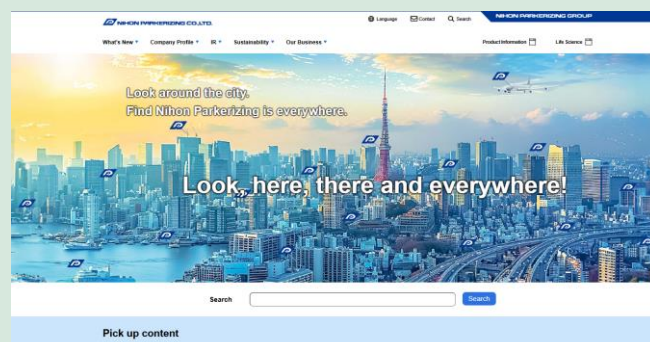 NIHON PARKERIZING CO.,LTD.
Language Contact Search
NIHON PARKERIZING GROUP
What's New Company Profile IR Sustainability Our Business
Product Information Life Science
Look around the city.
Find Nihon Parkerizing is everywhere.
Look, here, there and everywhere!
Search Search
Pick up content